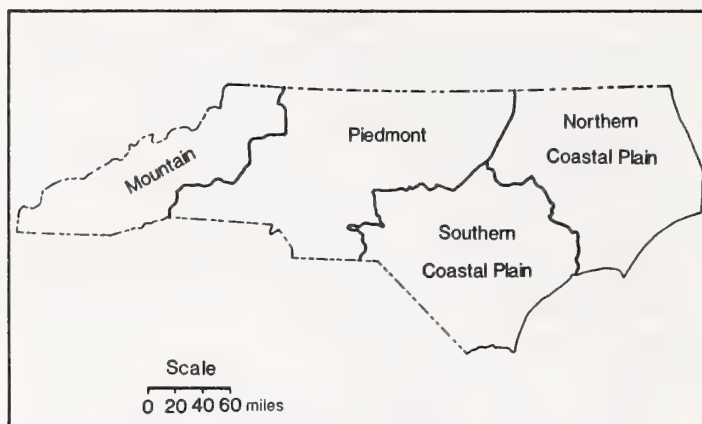 Mountain
Piedmont
Northern
Coastal Plain
Southern
Coastal Plain
Scale
0 20 40 60 miles